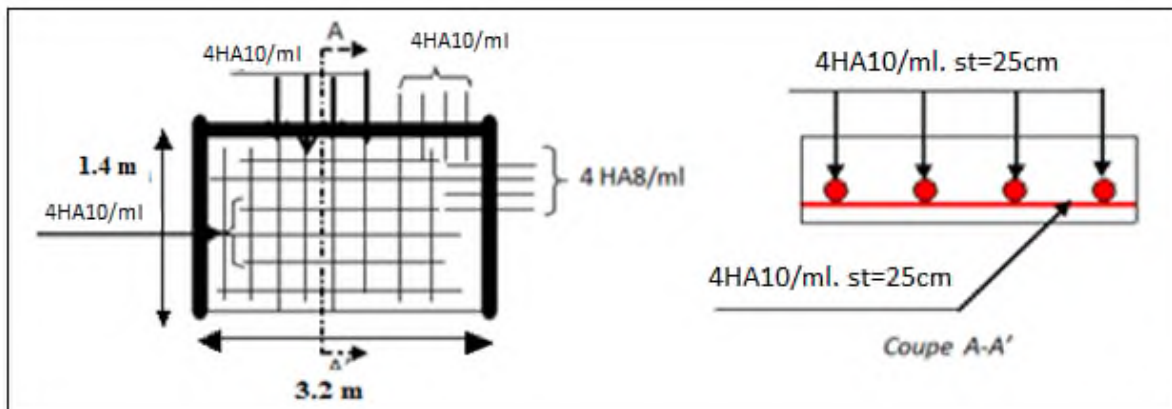 A
4HA10/ml
4HA10/ml
1.4 m
4 HA8/ml
4HA10/ml
A'
3.2 m
4HA10/ml. st=25cm
4HA10/ml. st=25cm
Coupe A-A'